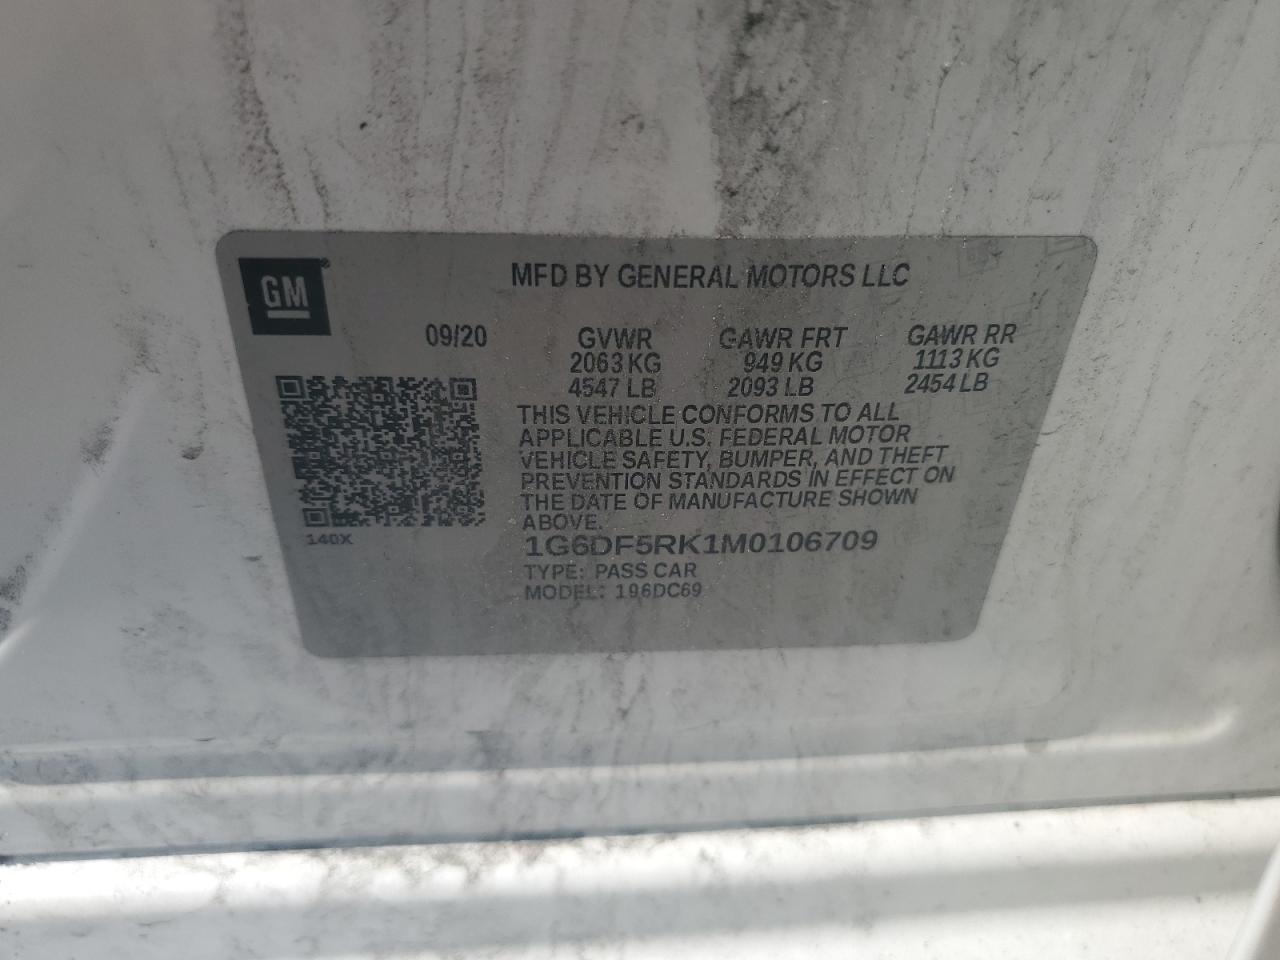 GM®
MFD BY GENERAL MOTORS LLC
09/20 GVWR GAWR FRT GAWR RR
2063 KG 949 KG 1113 KG
4547 LB 2093 LB 2454 LB
THIS VEHICLE CONFORMS TO ALL
APPLICABLE U.S. FEDERAL MOTOR
VEHICLE SAFETY, BUMPER, AND THEFT
PREVENTION STANDARDS IN EFFECT ON
THE DATE OF MANUFACTURE SHOWN
ABOVE.
140X
1G6DF5RK1M0106709
TYPE: PASS CAR
MODEL: 196DC69